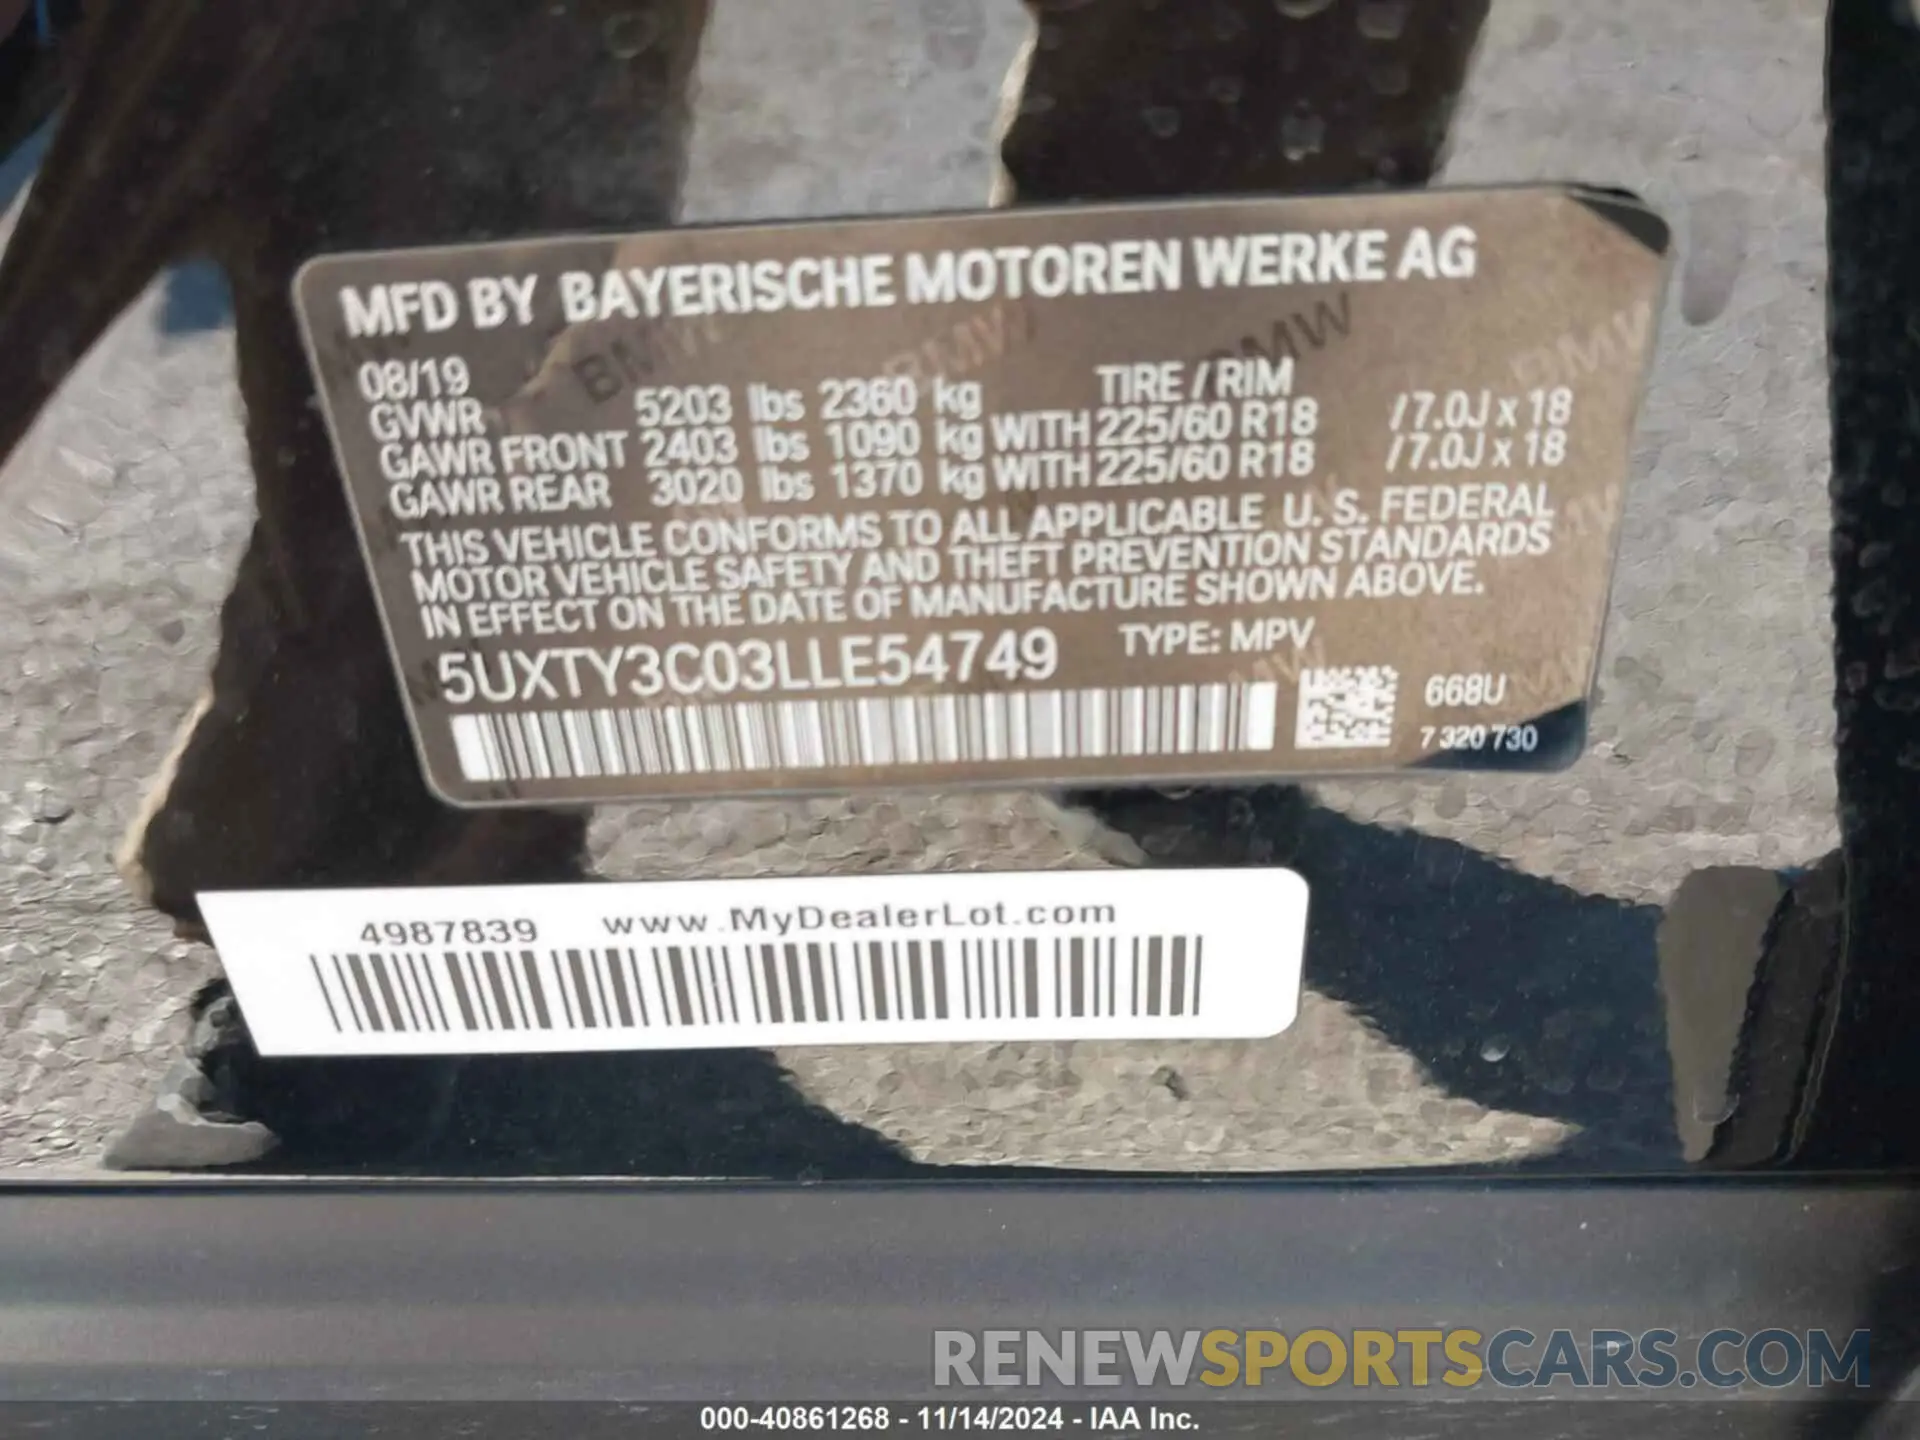 MFD BY BAYERISCHE MOTOREN WERKE AG
08/19 TIRE / RIM
GVWR 5203 lbs 2360 kg
GAWR FRONT 2403 lbs 1090 kg WITH 225/60 R18 / 7.0J x 18
GAWR REAR 3020 lbs 1370 kg WITH 225/60 R18 / 7.0J x 18
THIS VEHICLE CONFORMS TO ALL APPLICABLE U. S. FEDERAL
MOTOR VEHICLE SAFETY AND THEFT PREVENTION STANDARDS
IN EFFECT ON THE DATE OF MANUFACTURE SHOWN ABOVE.
5UXTY3C03LLE54749 TYPE: MPV
668U
7 320 730
4987839 www.MyDealerLot.com
RENEWSPORTSCARS.COM
000-40861268 - 11/14/2024 - IAA Inc.